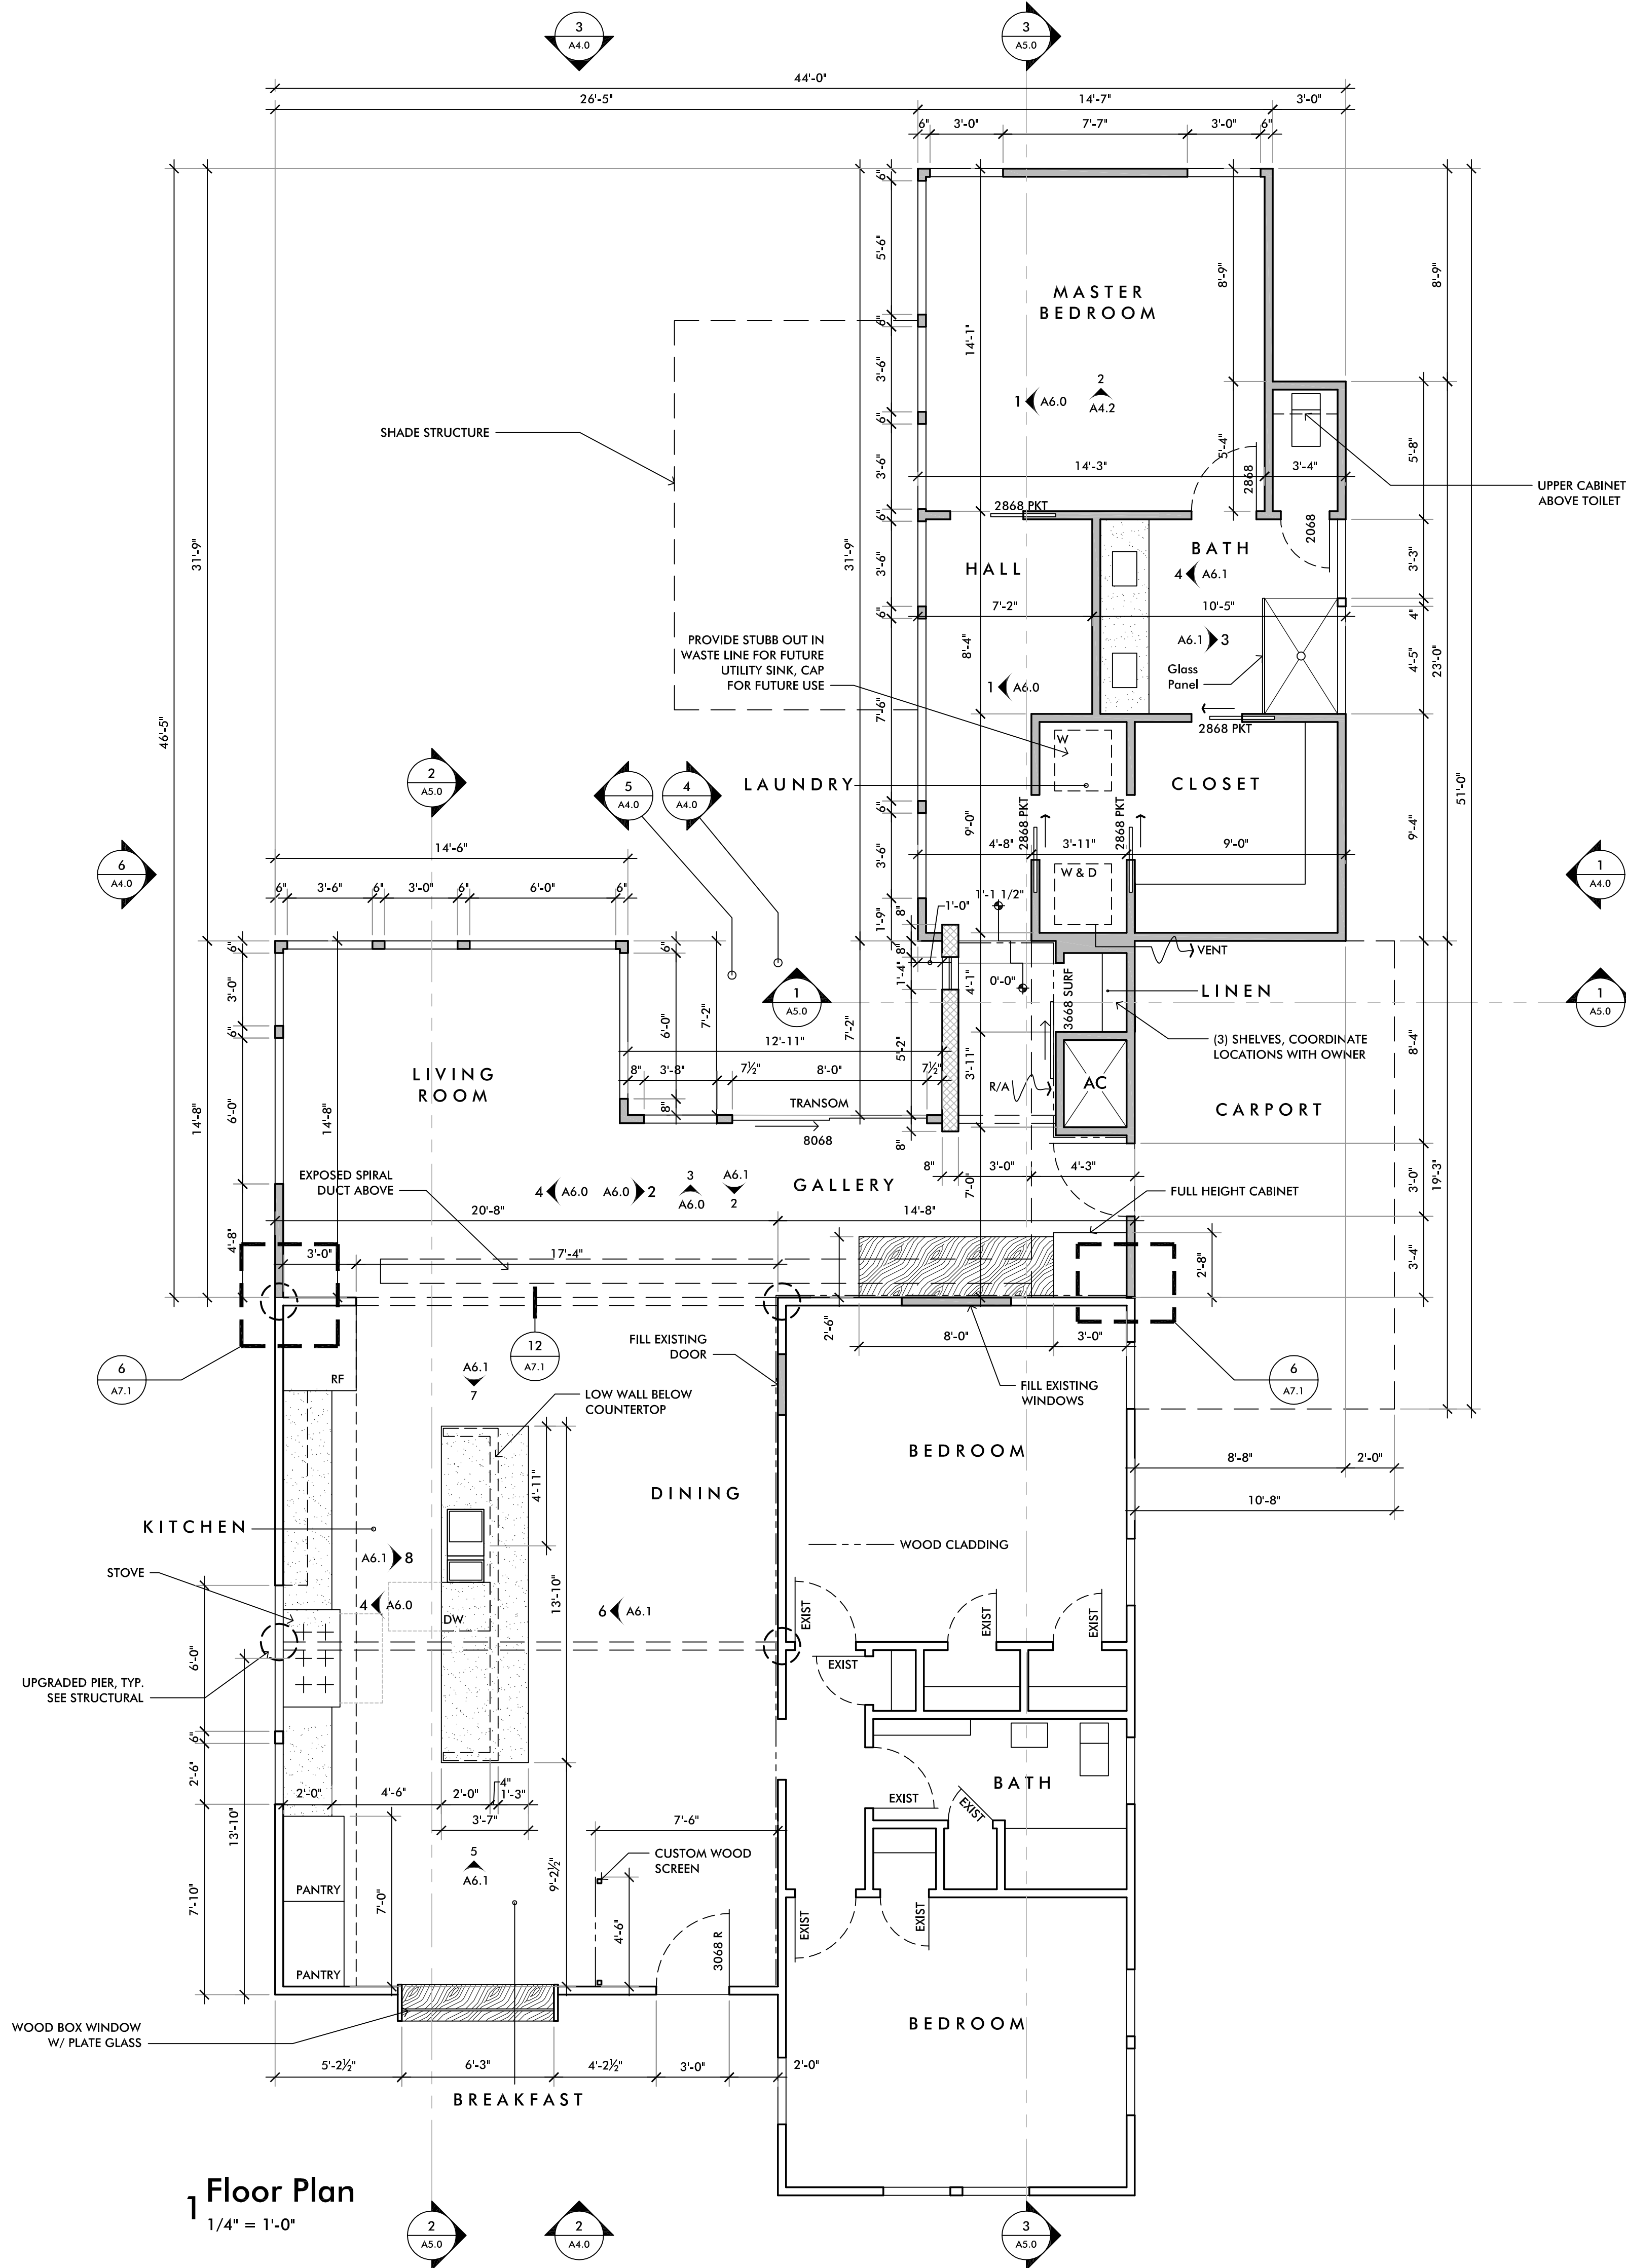 3
A4.0
3
A5.0
44'-0"
26'-5"
14'-7"
3'-0"
6"
3'-0"
7'-7"
3'-0"
6"
6"
5'-6"
8'-9"
8'-9"
MASTER
BEDROOM
14'-1"
6"
3'-6"
1
A6.0
2
A4.2
SHADE STRUCTURE
6"
3'-6"
5'-4"
5'-8"
14'-3"
3'-4"
2868
UPPER CABINET
ABOVE TOILET
2868 PKT
6"
2068
31'-9"
31'-9"
46'-5"
BATH
HALL
4
A6.1
3'-6"
3'-3"
7'-2"
10'-5"
6"
4"
PROVIDE STUBB OUT IN
WASTE LINE FOR FUTURE
UTILITY SINK, CAP
FOR FUTURE USE
8'-4"
A6.1
3
Glass
Panel
4'-5"
23'-0"
1
A6.0
7'-6"
2868 PKT
W
2
A5.0
5
A4.0
4
A4.0
LAUNDRY
CLOSET
51'-0"
6"
9'-0"
2868 PKT
2868 PKT
9'-4"
14'-6"
3'-6"
4'-8"
3'-11"
9'-0"
6
A4.0
1
A4.0
W & D
6"
3'-6"
6"
3'-0"
6"
6'-0"
6"
1'-9"
8"
1'-0"
1'-1 1/2"
6"
6"
8"
VENT
3'-0"
1'-4"
4'-1"
0'-0"
3668 SURF
LINEN
1
A5.0
1
A5.0
6"
6'-0"
7'-2"
7'-2"
12'-11"
5'-2"
3'-11"
(3) SHELVES, COORDINATE
LOCATIONS WITH OWNER
8'-4"
LIVING
ROOM
8"
3'-8"
7½"
8'-0"
7½"
R/A
AC
CARPORT
14'-8"
6'-0"
14'-8"
8"
TRANSOM
8068
8"
EXPOSED SPIRAL
DUCT ABOVE
4
A6.0
A6.0
2
3
A6.0
A6.1
2
GALLERY
8"
3'-0"
4'-3"
7'-0"
FULL HEIGHT CABINET
3'-0"
19'-3"
20'-8"
14'-8"
4'-8"
3'-0"
17'-4"
2'-8"
3'-4"
2'-6"
12
A7.1
FILL EXISTING
DOOR
8'-0"
3'-0"
6
A7.1
6
A7.1
RF
A6.1
7
LOW WALL BELOW
COUNTERTOP
FILL EXISTING
WINDOWS
BEDROOM
8'-8"
2'-0"
4'-11"
DINING
10'-8"
KITCHEN
A6.1
8
WOOD CLADDING
STOVE
4
A6.0
DW
13'-10"
6
A6.1
EXIST
EXIST
EXIST
EXIST
6'-0"
UPGRADED PIER, TYP.
SEE STRUCTURAL
6"
2'-6"
2'-0"
4'-6"
2'-0"
4"
1'-3"
3'-7"
BATH
EXIST
EXIST
13'-10"
7'-6"
5
A6.1
CUSTOM WOOD
SCREEN
9'-2½"
PANTRY
7'-10"
7'-0"
4'-6"
3068 R
EXIST
EXIST
PANTRY
WOOD BOX WINDOW
W/ PLATE GLASS
BEDROOM
5'-2½"
6'-3"
4'-2½"
3'-0"
2'-0"
BREAKFAST
1
Floor Plan
1/4" = 1'-0"
2
A5.0
2
A4.0
3
A5.0